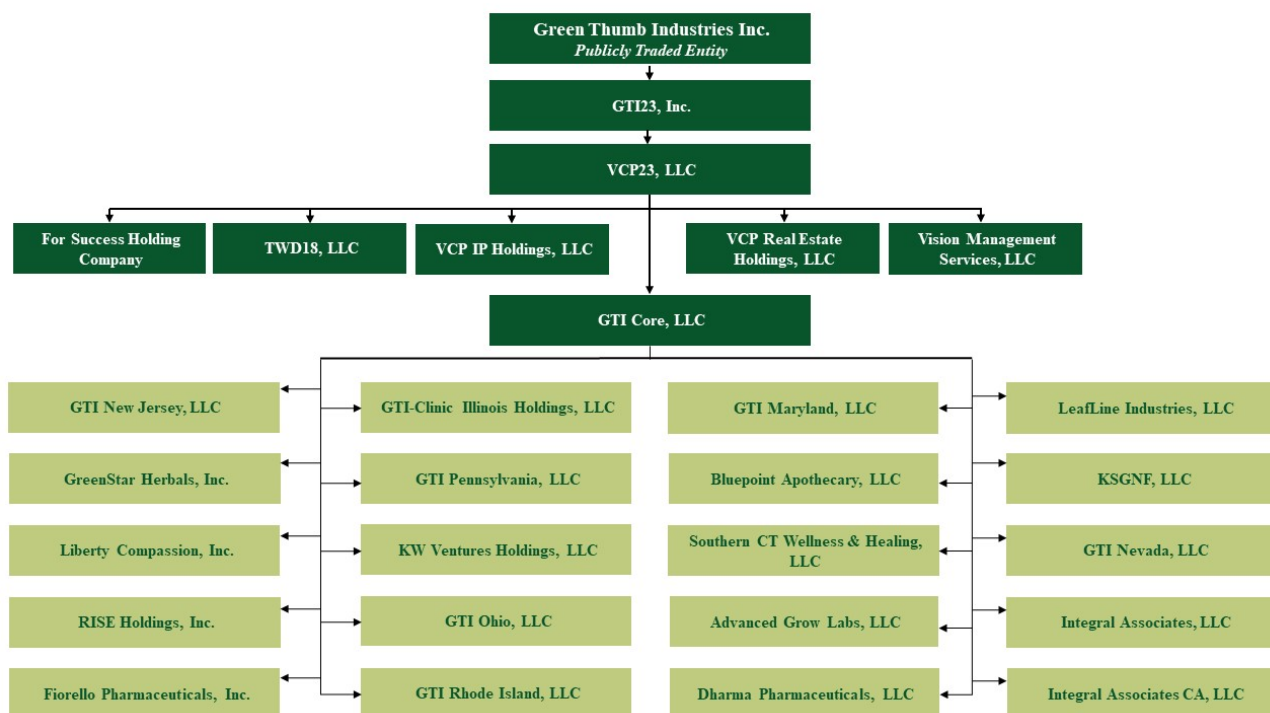 Green Thumb Industries Inc.
Publicly Traded Entity
GTI23, Inc.
VCP23, LLC
For Success Holding
Company
TWD18, LLC
VCP IP Holdings, LLC
VCP Real Estate
Holdings, LLC
Vision Management
Services, LLC
GTI Core, LLC
GTI New Jersey, LLC
GTI-Clinic Illinois Holdings, LLC
GTI Maryland, LLC
LeafLine Industries, LLC
GreenStar Herbals, Inc.
GTI Pennsylvania, LLC
Bluepoint Apothecary, LLC
KSGNF, LLC
Liberty Compassion, Inc.
KW Ventures Holdings, LLC
Southern CT Wellness & Healing,
LLC
GTI Nevada, LLC
RISE Holdings, Inc.
GTI Ohio, LLC
Advanced Grow Labs, LLC
Integral Associates, LLC
Fiorello Pharmaceuticals, Inc.
GTI Rhode Island, LLC
Dharma Pharmaceuticals, LLC
Integral Associates CA, LLC